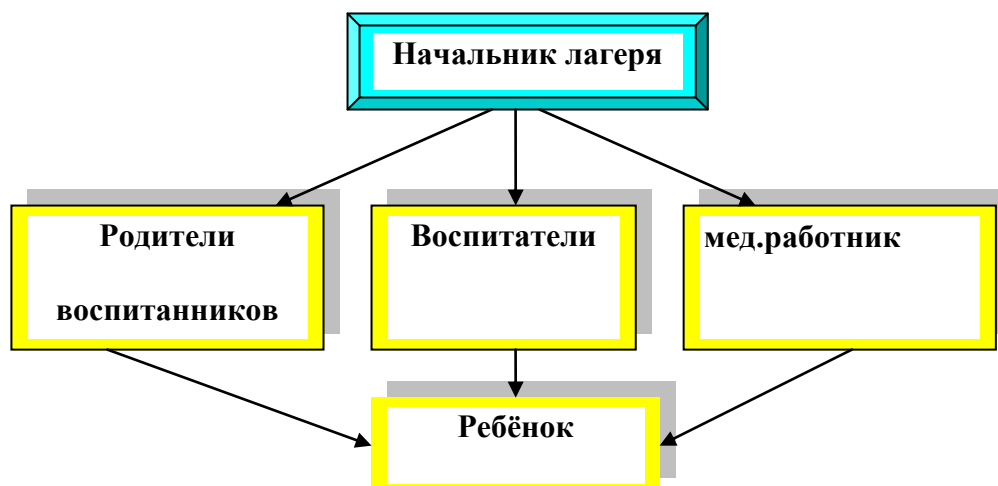 Начальник лагеря
Родители
воспитанников
Воспитатели
мед.работник
Ребёнок